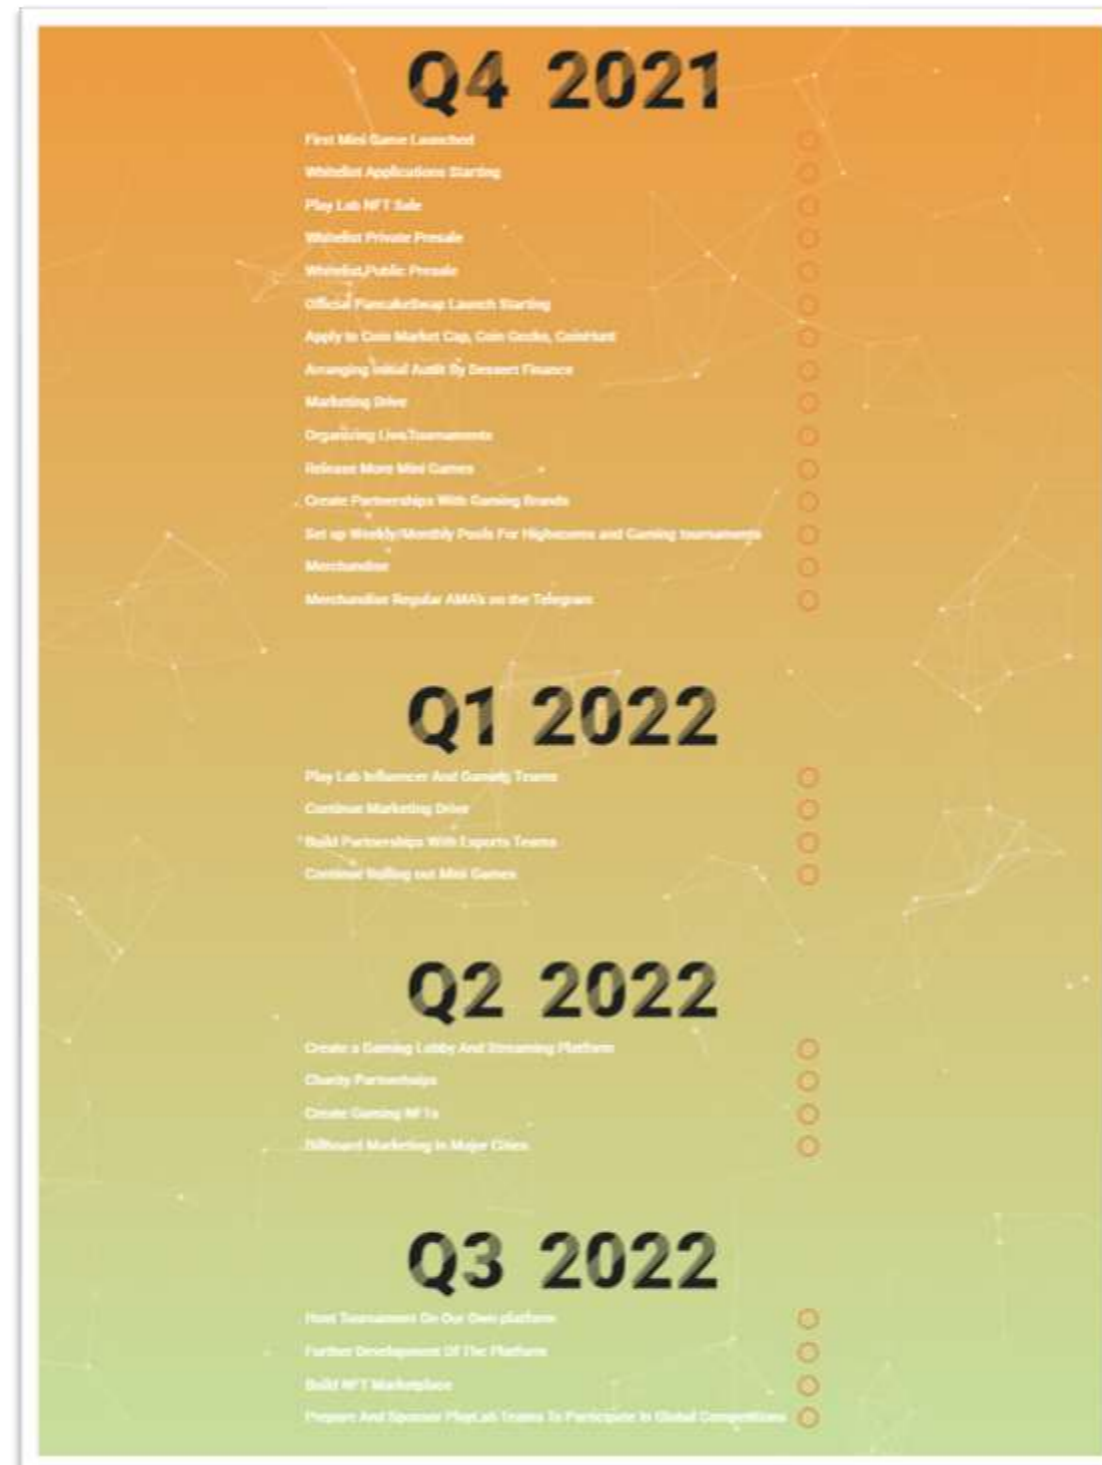 Q4 2021
First Mini Game Launched
Whitelist Applications Starting
Play Lab NFT Sale
Whitelist Private Presale
Whitelist Public Presale
Official PancakeSwap Launch Starting
Apply to Coin Market Cap, Coin Gecko, CoinHunt
Arranging Initial Audit By Dessert Finance
Marketing Drive
Organizing Live Tournaments
Release More Mini Games
Create Partnerships With Gaming Brands
Set up Weekly/Monthly Pools For Highscores and Gaming tournaments
Merchandise
Merchandise Regular AMA's on the Telegram
Q1 2022
Play Lab Influencer And Gaming Teams
Continue Marketing Drive
Build Partnerships With Esports Teams
Continue Rolling out Mini Games
Q2 2022
Create a Gaming Lobby And Streaming Platform
Charity Partnerhsips
Create Gaming NFTs
Billboard Marketing In Major Cities
Q3 2022
Host Tournament On Our Own platform
Further Development Of The Platform
Build NFT Marketplace
Prepare And Sponsor PlayLab Teams To Participate In Global Competitions